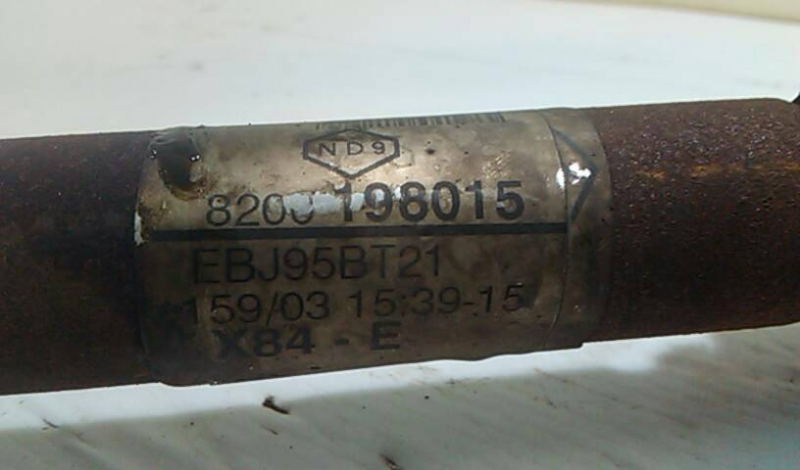 ND9
8200 198015
EBJ95BT21
159/03 15:39-15
X84 - E